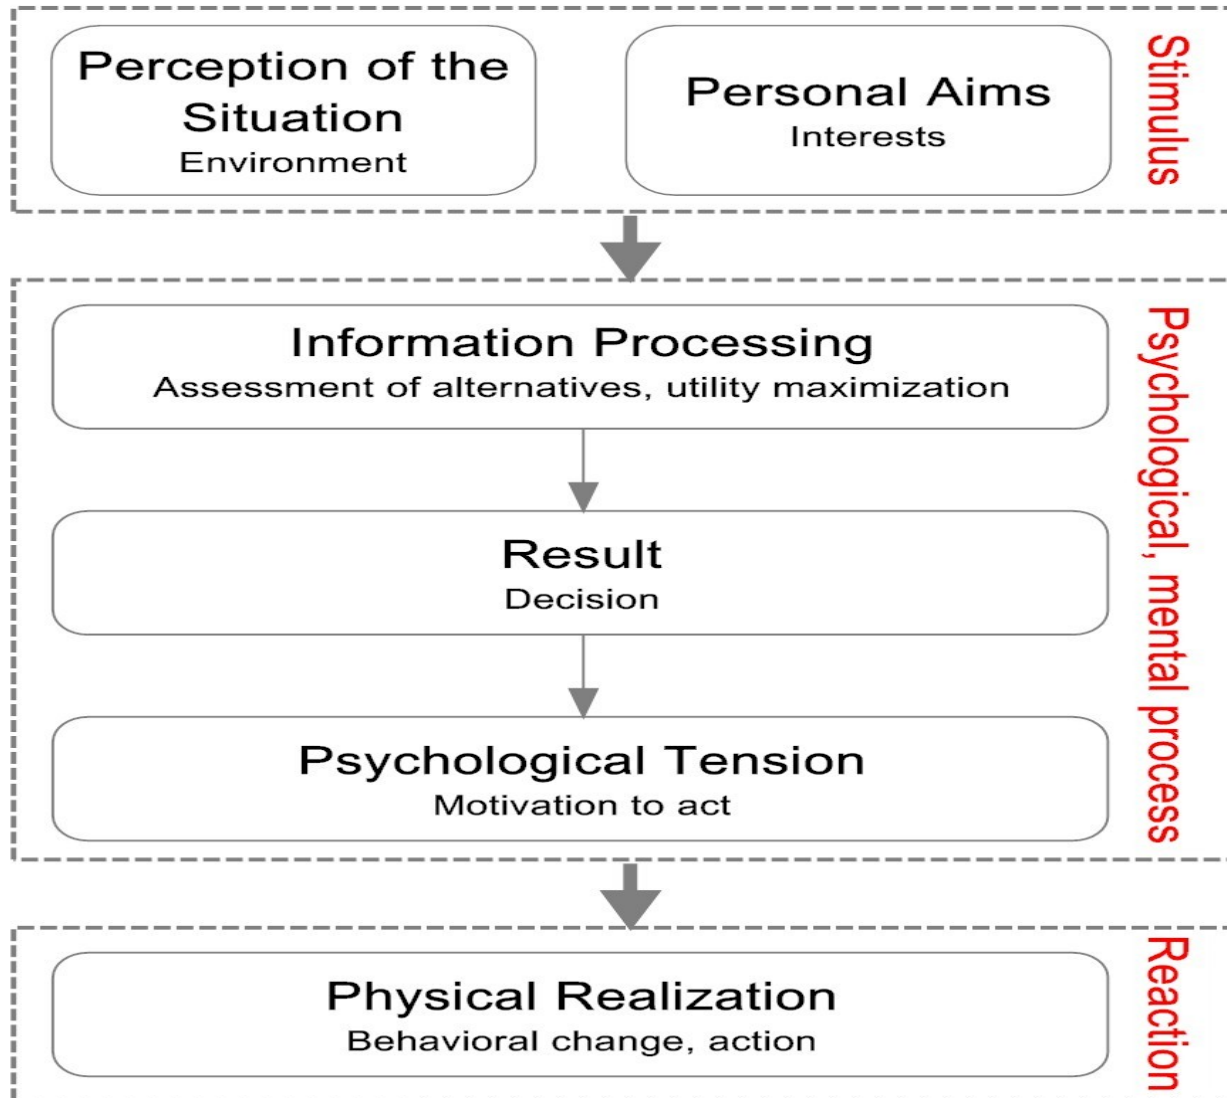 Perception of the
Situation
Environment
Personal Aims
Interests
Stimulus
Information Processing
Assessment of alternatives, utility maximization
Result
Decision
Psychological Tension
Motivation to act
Psychological, mental process
Physical Realization
Behavioral change, action
Reaction